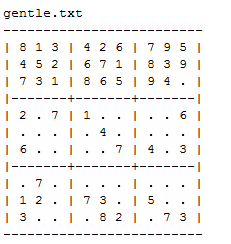 gentle.txt
-------------------------
| 8 1 3 | 4 2 6 | 7 9 5 |
| 4 5 2 | 6 7 1 | 8 3 9 |
| 7 3 1 | 8 6 5 | 9 4 . |
|-------+-------+-------|
| 2 . 7 | 1 . . | . . 6 |
| . . . | . 4 . | . . . |
| 6 . . | . . 7 | 4 . 3 |
|-------+-------+-------|
| . 7 . | . . . | . . . |
| 1 2 . | 7 3 . | 5 . . |
| 3 . . | . 8 2 | . 7 3 |
-------------------------